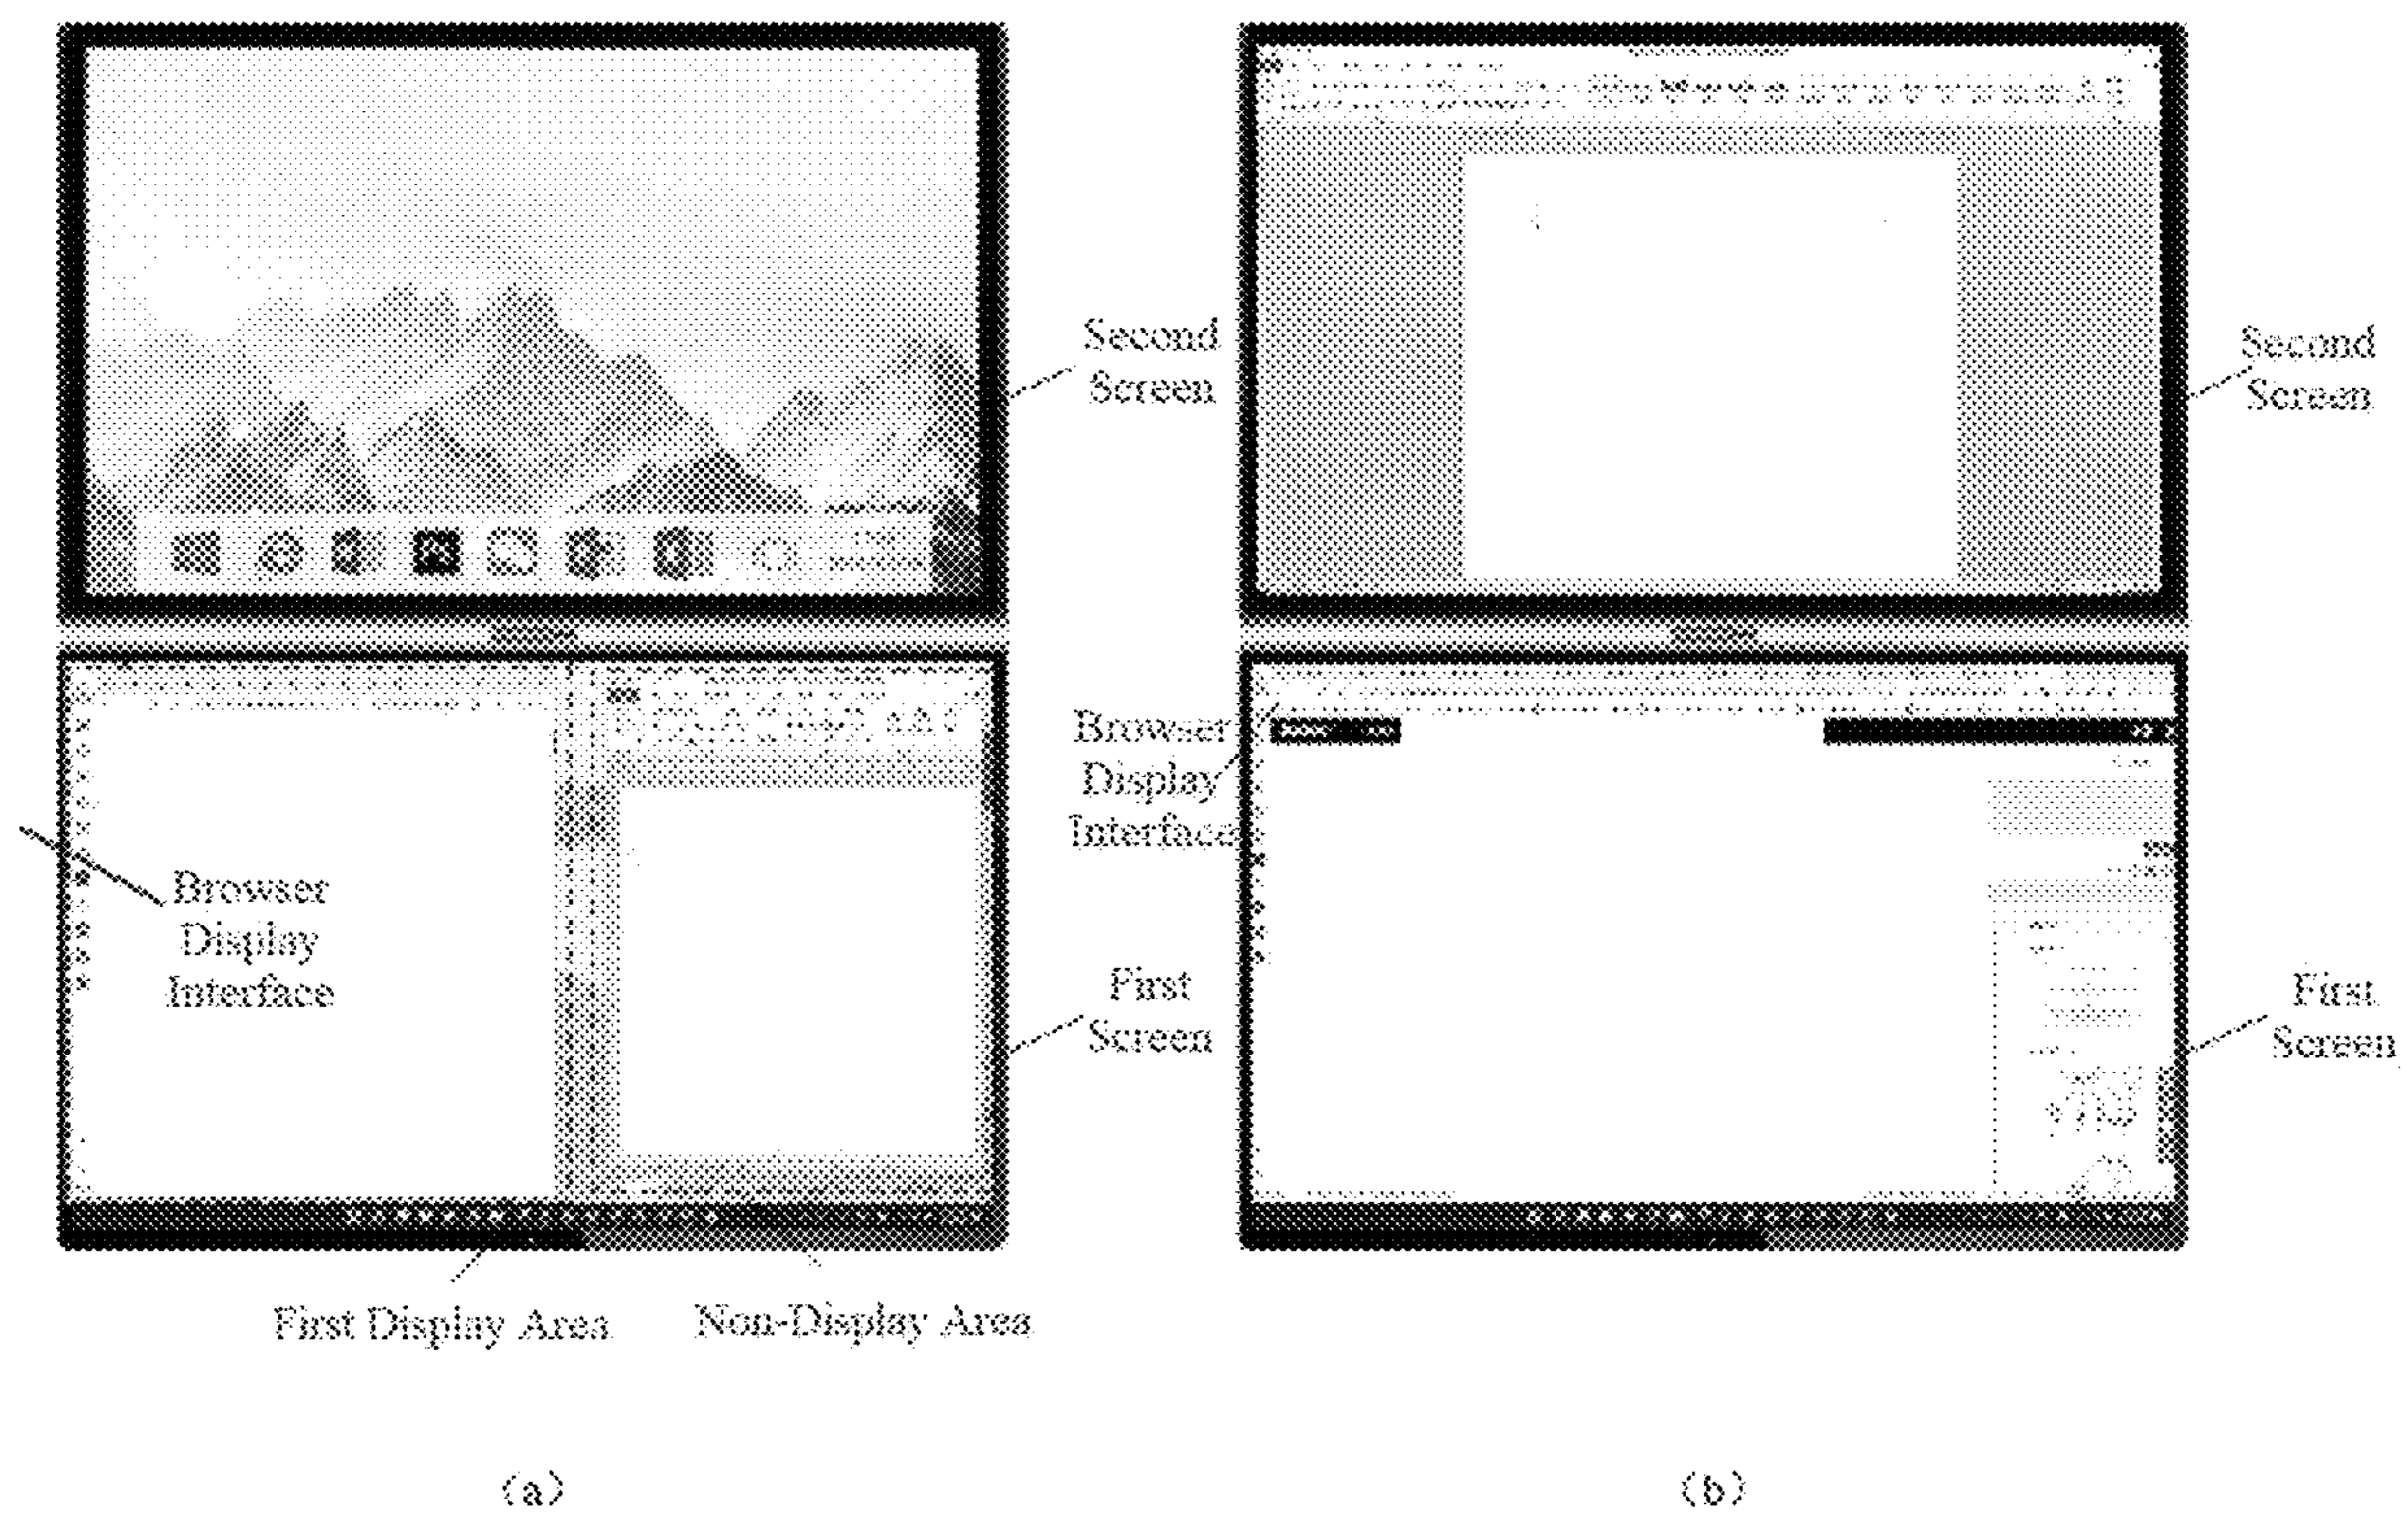 Second
Screen
Browser
Display
Interface
First
Screen
First Display Area
Non-Display Area
(a)
Second
Screen
Browser
Display
Interface
First
Screen
(b)